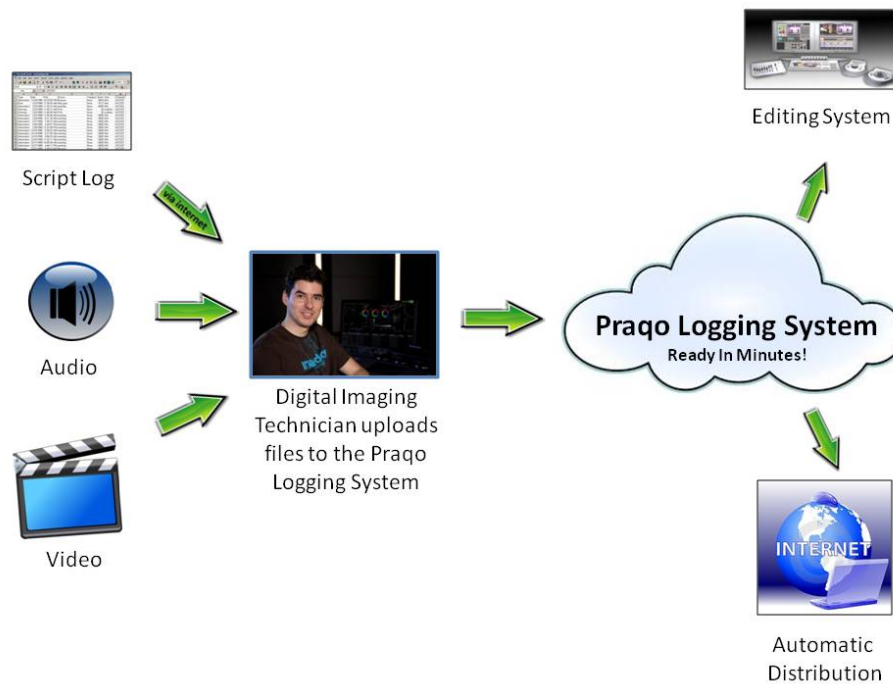 Script Log
via internet
Audio
Video
Digital Imaging
Technician uploads
files to the Praqo
Logging System
Praqo Logging System
Ready In Minutes!
Editing System
INTERNET
Automatic
Distribution